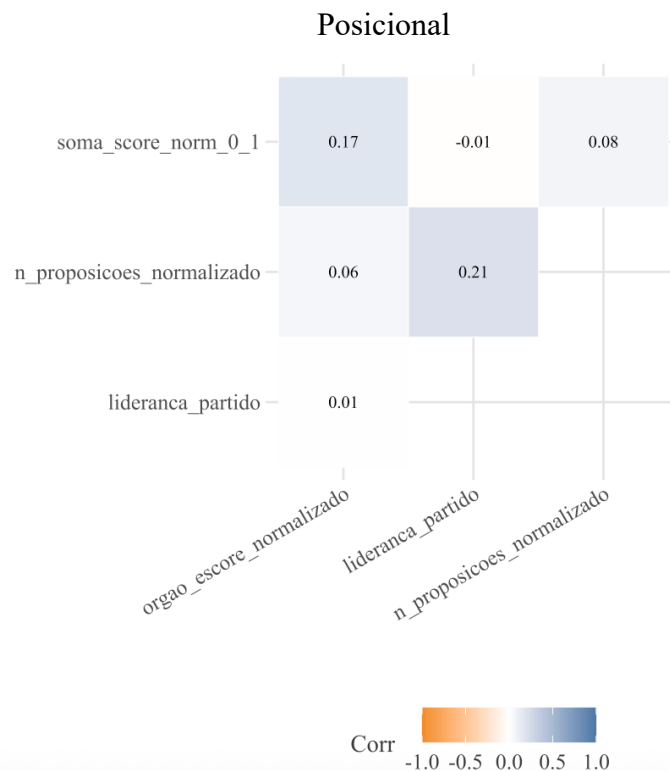 Posicional
soma_score_norm_0_1
0.17
-0.01
0.08
n_proposicoes_normalizado
0.06
0.21
lideranca_partido
0.01
orgao_escore_normalizado
lideranca_partido
n_proposicoes_normalizado
Corr
-1.0 -0.5 0.0 0.5 1.0